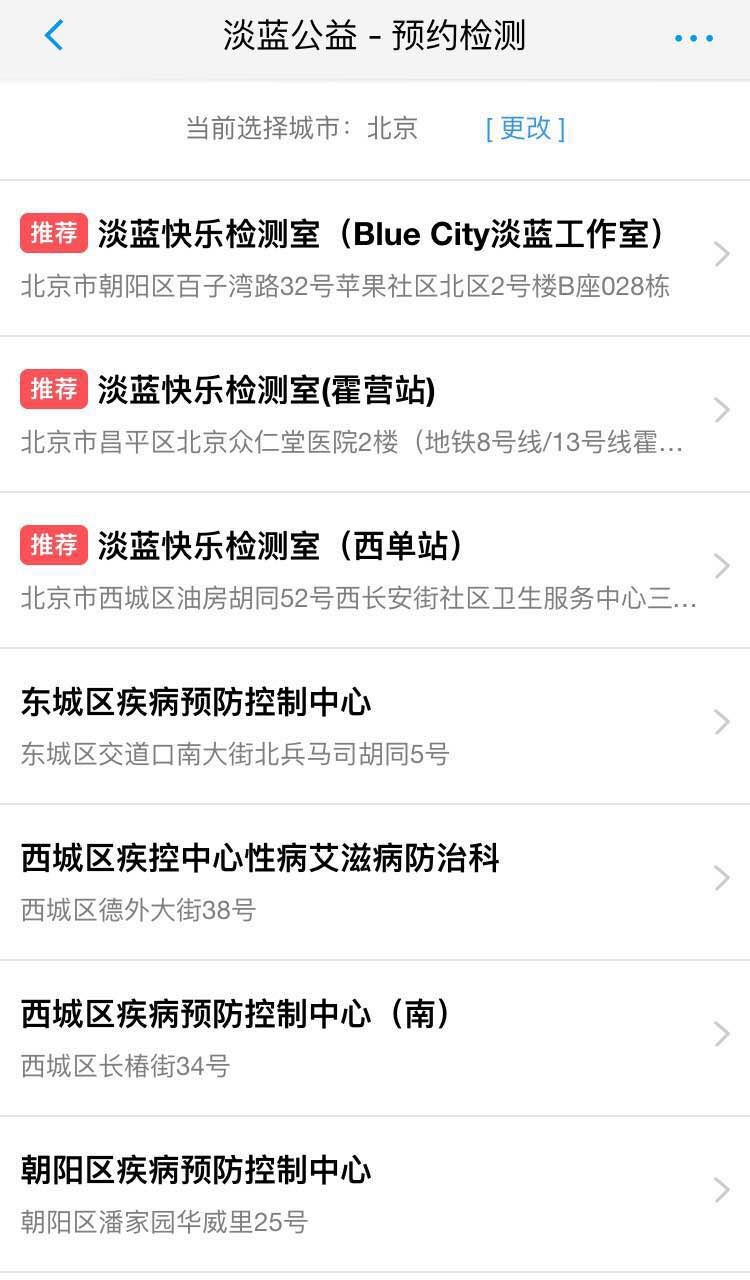 淡蓝公益 - 预约检测
当前选择城市：北京 [ 更改 ]
推荐 淡蓝快乐检测室（Blue City淡蓝工作室）
北京市朝阳区百子湾路32号苹果社区北区2号楼B座028栋
推荐 淡蓝快乐检测室(霍营站)
北京市昌平区北京众仁堂医院2楼（地铁8号线/13号线霍...
推荐 淡蓝快乐检测室（西单站）
北京市西城区油房胡同52号西长安街社区卫生服务中心三...
东城区疾病预防控制中心
东城区交道口南大街北兵马司胡同5号
西城区疾控中心性病艾滋病防治科
西城区德外大街38号
西城区疾病预防控制中心（南）
西城区长椿街34号
朝阳区疾病预防控制中心
朝阳区潘家园华威里25号